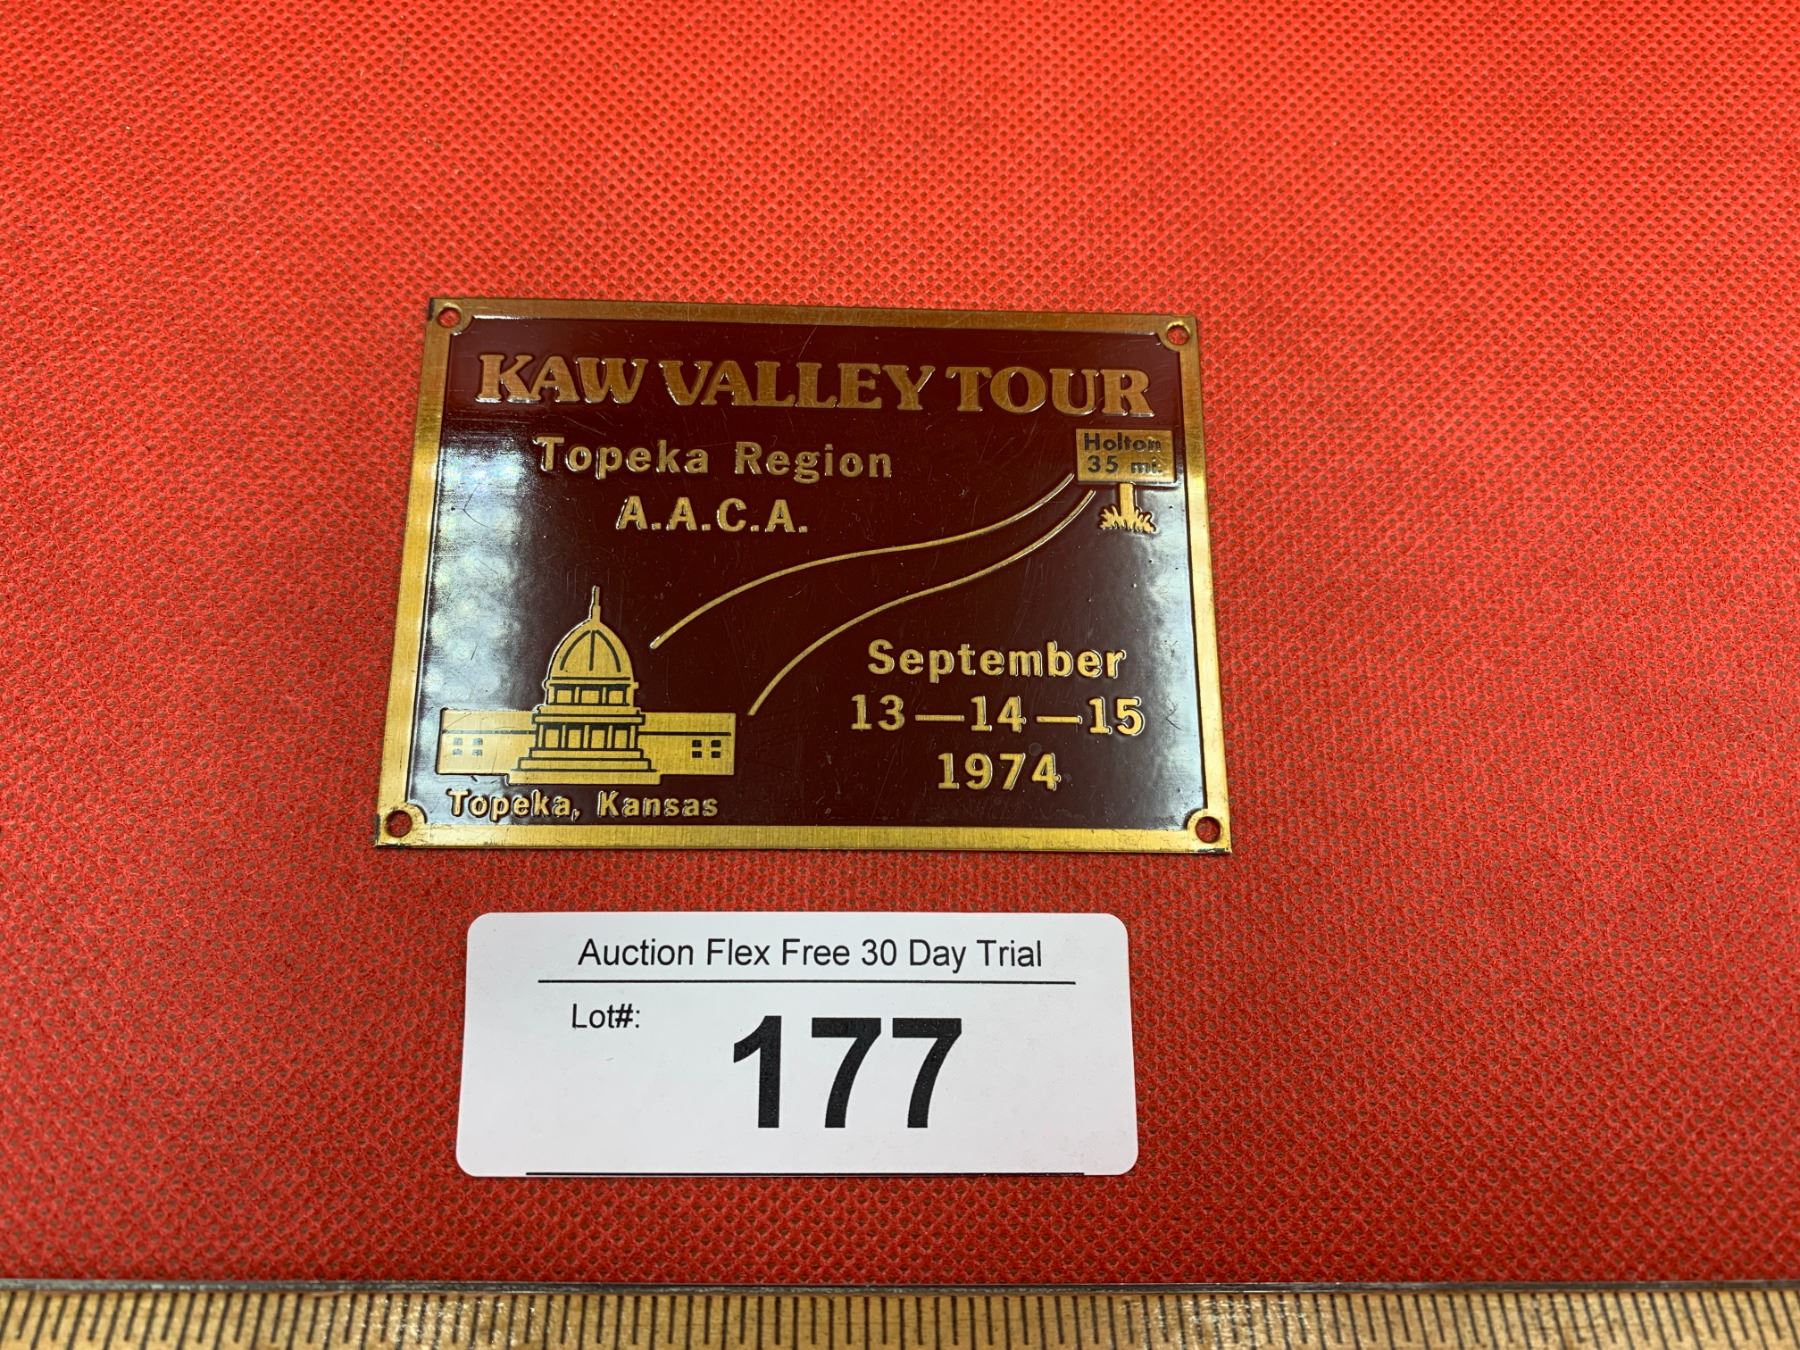 KAW VALLEY TOUR
Topeka Region
A.A.C.A.
Holton
35 mi.
September
13—14—15
1974
Topeka, Kansas
Auction Flex Free 30 Day Trial
Lot#:
177